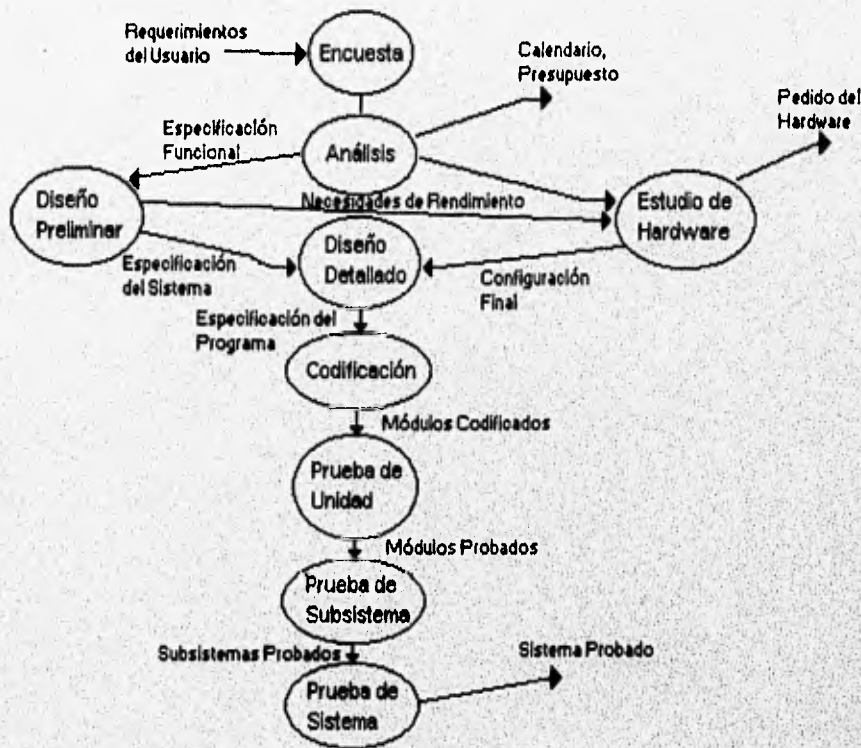 Requerimientos
del Usuario
Encuesta
Calendario,
Presupuesto
Pedido del
Hardware
Especificación
Funcional
Análisis
Diseño
Preliminar
Necesidades de Rendimiento
Estudio de
Hardware
Diseño
Detallado
Especificación
del Sistema
Configuración
Final
Especificación del
Programa
Codificación
Módulos Codificados
Prueba de
Unidad
Módulos Probados
Prueba de
Subsistema
Subsistemas Probados
Sistema Probado
Prueba de
Sistema